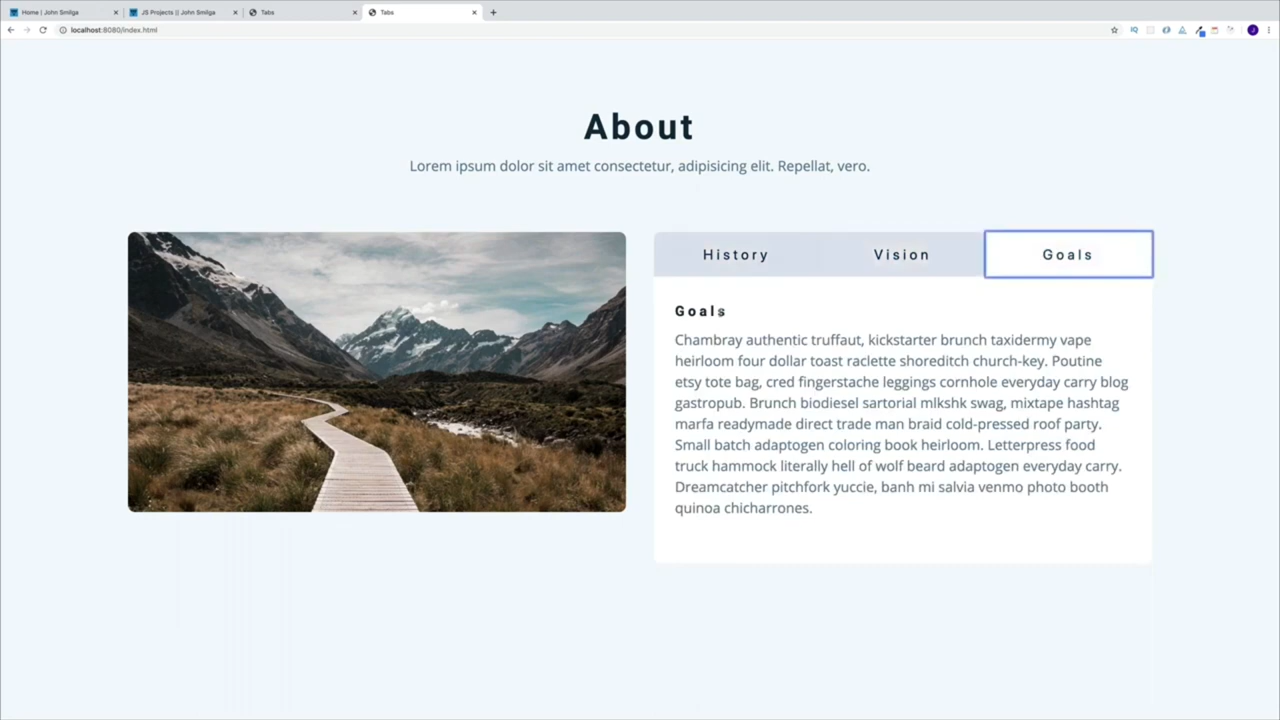 Home | John Smilga
JS Projects || John Smilga
Tabs
Tabs
localhost:8080/index.html
J
About
Lorem ipsum dolor sit amet consectetur, adipisicing elit. Repellat, vero.
History
Vision
Goals
Goals
Chambray authentic truffaut, kickstarter brunch taxidermy vape
heirloom four dollar toast raclette shoreditch church-key. Poutine
etsy tote bag, cred fingerstache leggings cornhole everyday carry blog
gastropub. Brunch biodiesel sartorial mlkshk swag, mixtape hashtag
marfa readymade direct trade man braid cold-pressed roof party.
Small batch adaptogen coloring book heirloom. Letterpress food
truck hammock literally hell of wolf beard adaptogen everyday carry.
Dreamcatcher pitchfork yuccie, banh mi salvia venmo photo booth
quinoa chicharrones.